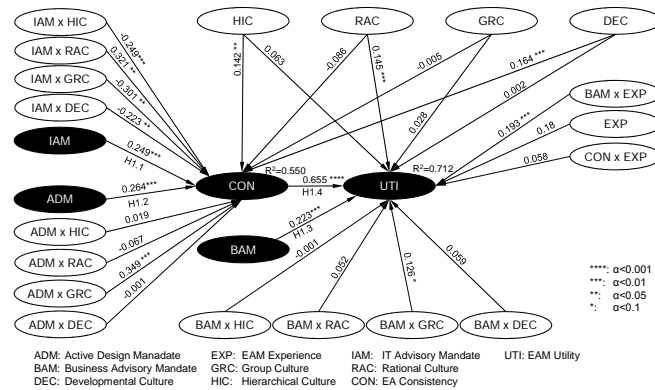 IAM x HIC
HIC
RAC
GRC
DEC
-0.249***
IAM x RAC
0.321 **
IAM x GRC
-0.301 **
IAM x DEC
-0.223 **
IAM
0.249***
H1.1
0.142 **
0.063
-0.086
0.145 ***
-0.005
0.028
0.164 ***
0.002
BAM x EXP
0.193 ***
EXP
0.18
CON x EXP
0.058
R²=0.550
R²=0.712
ADM
0.264***
H1.2
CON
0.655 ****
H1.4
UTI
ADM x HIC
0.019
ADM x RAC
-0.067
ADM x GRC
0.349 ***
ADM x DEC
-0.001
BAM
0.223***
H1.3
-0.001
0.052
0.126 *
0.059
BAM x HIC
BAM x RAC
BAM x GRC
BAM x DEC
****: α<0.001
***: α<0.01
**: α<0.05
*: α<0.1
ADM: Active Design Manadate
EXP: EAM Experience
IAM: IT Advisory Mandate
UTI: EAM Utility
BAM: Business Advisory Mandate
GRC: Group Culture
RAC: Rational Culture
DEC: Developmental Culture
HIC: Hierarchical Culture
CON: EA Consistency